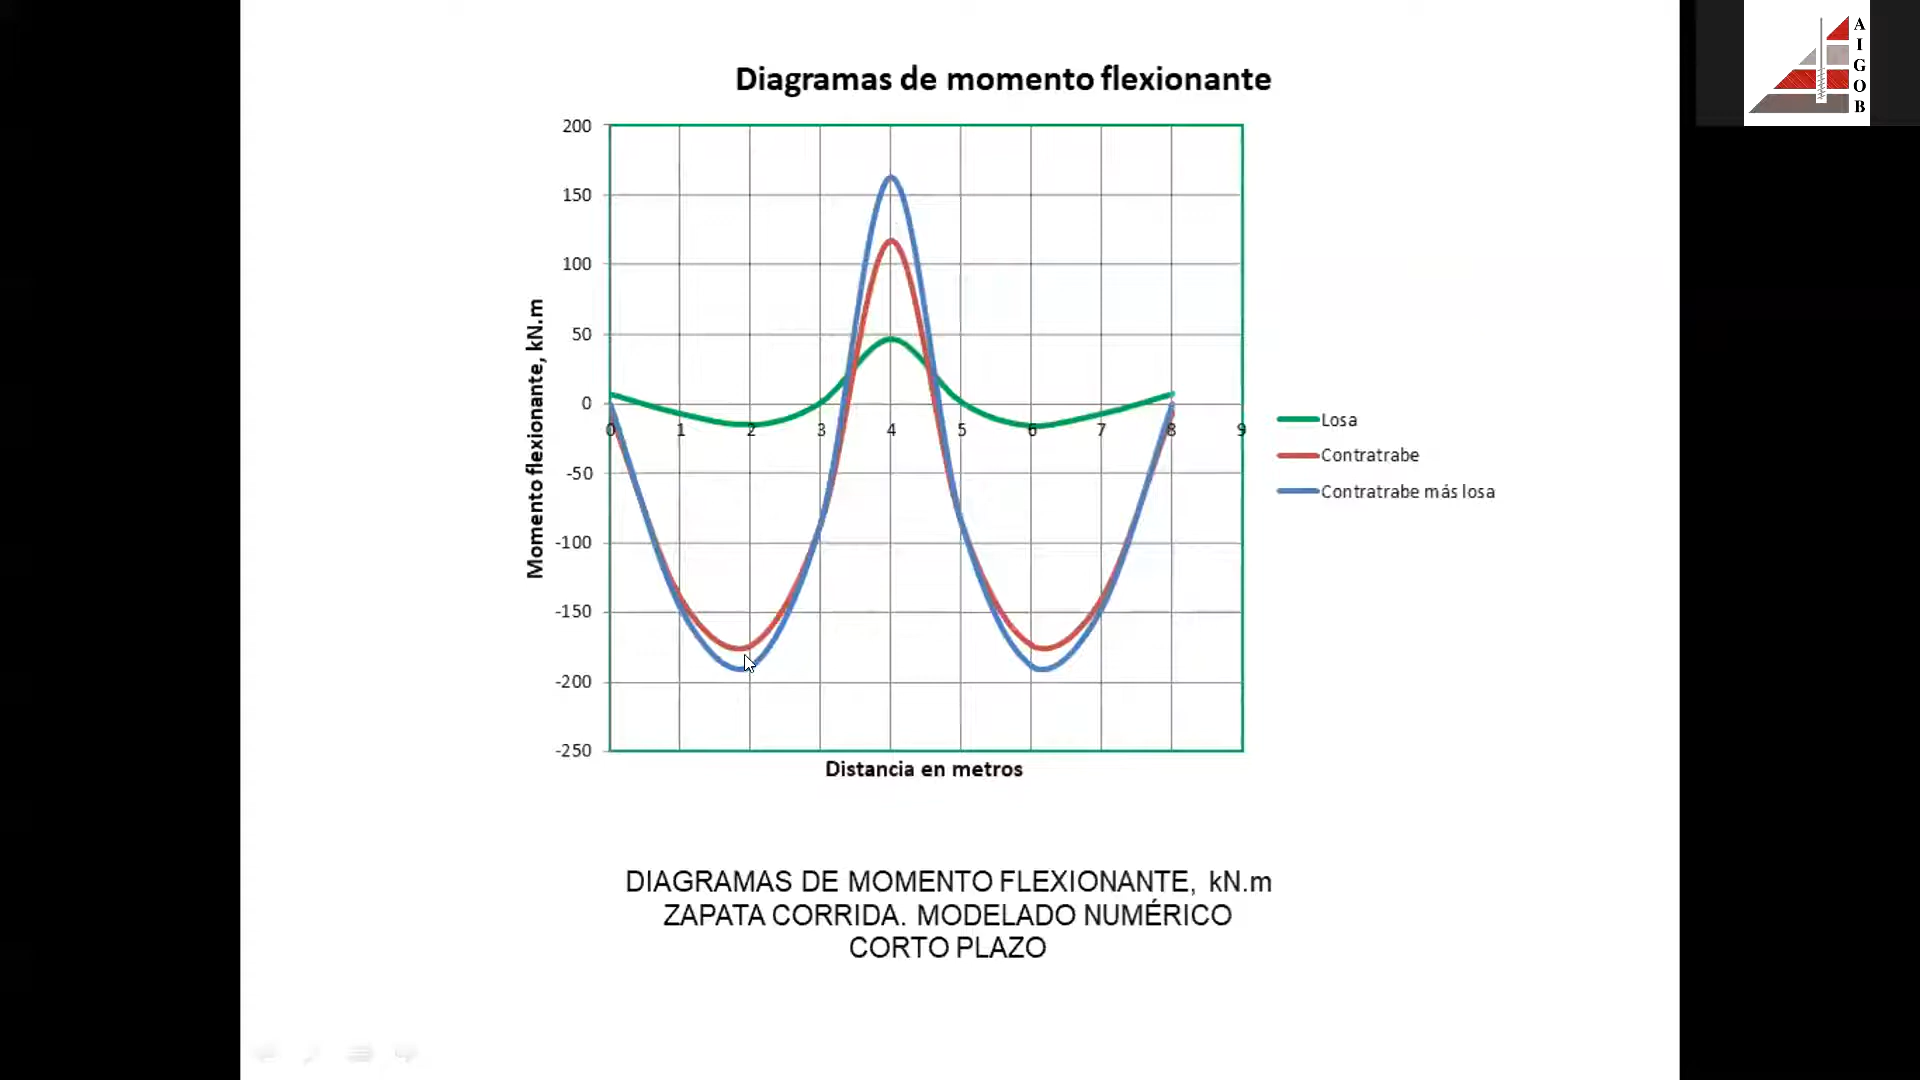 A
I
G
O
B
Diagramas de momento flexionante
200
150
100
50
0
-50
-100
-150
-200
-250
0 1 2 3 4 5 6 7 8 9
Momento flexionante, kN.m
Distancia en metros
Losa
Contratrabe
Contratrabe más losa
DIAGRAMAS DE MOMENTO FLEXIONANTE, kN.m
ZAPATA CORRIDA. MODELADO NUMÉRICO
CORTO PLAZO